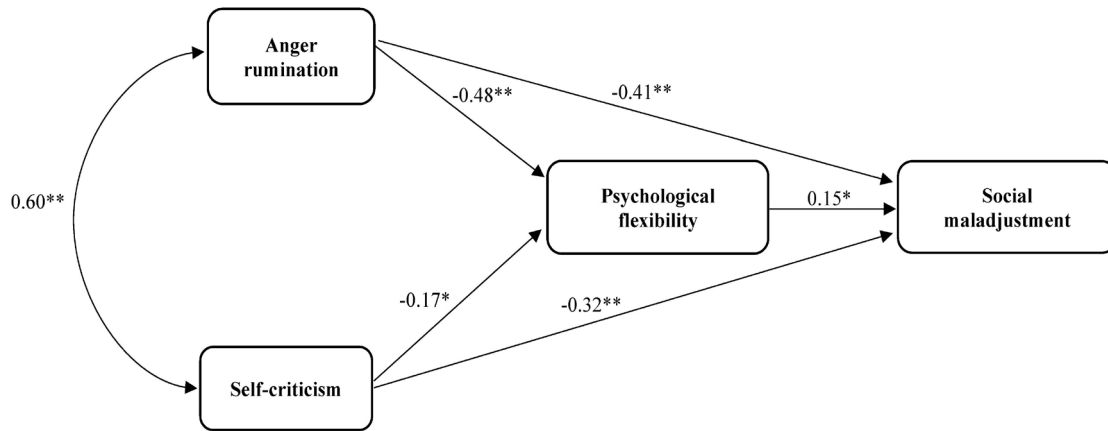 Anger
rumination
-0.48**
-0.41**
0.60**
Psychological
flexibility
0.15*
Social
maladjustment
-0.17*
-0.32**
Self-criticism